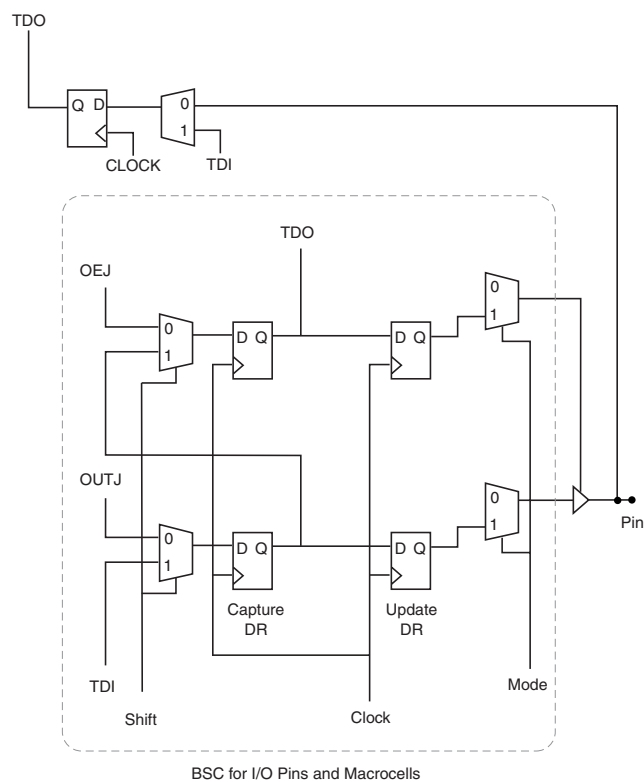 TDO
Q D
0
1
CLOCK
TDI
TDO
OEJ
0
1
D Q
D Q
0
1
OUTJ
0
1
D Q
D Q
0
1
Pin
Capture
DR
Update
DR
TDI
Shift
Clock
Mode
BSC for I/O Pins and Macrocells